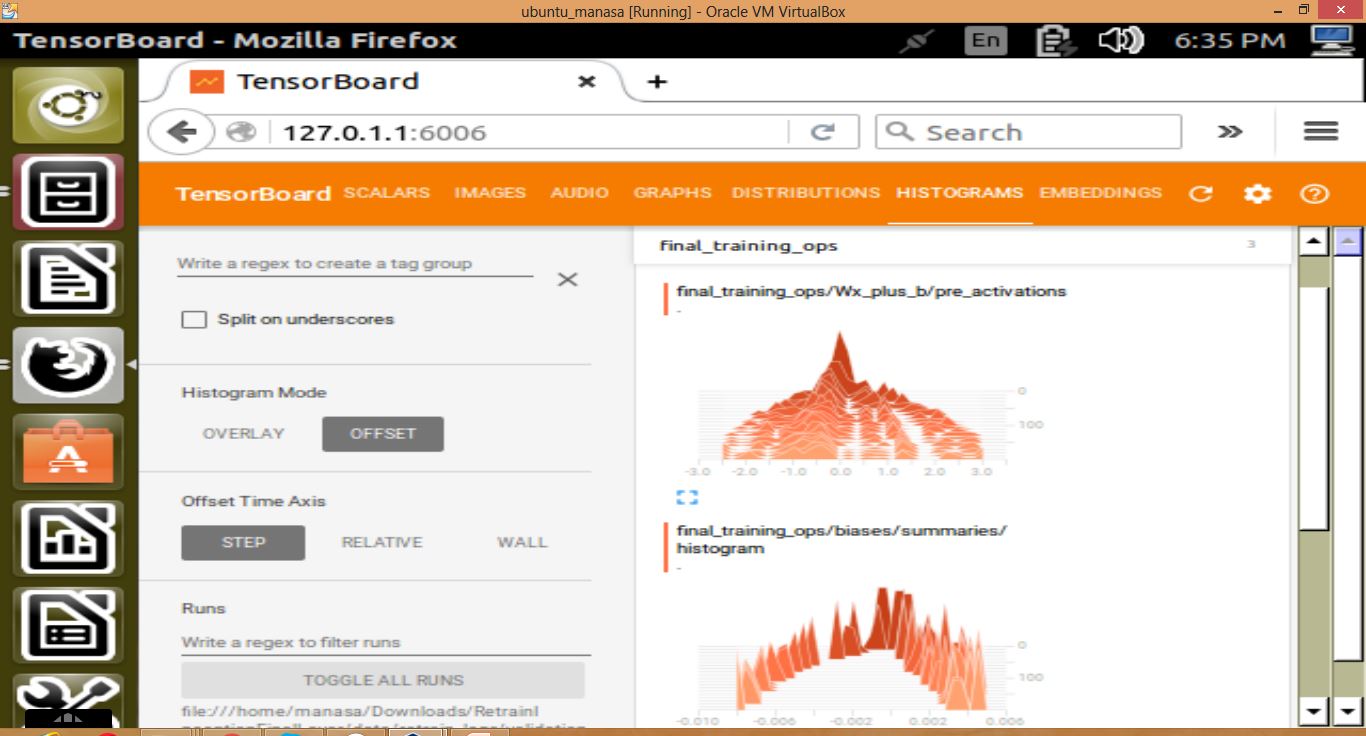 ubuntu_manasa [Running] - Oracle VM VirtualBox
TensorBoard - Mozilla Firefox
En
6:35 PM
TensorBoard
127.0.1.1:6006
Search
TensorBoard SCALARS IMAGES AUDIO GRAPHS DISTRIBUTIONS HISTOGRAMS EMBEDDINGS
Write a regex to create a tag group
Split on underscores
Histogram Mode
OVERLAY OFFSET
Offset Time Axis
STEP RELATIVE WALL
Runs
Write a regex to filter runs
TOGGLE ALL RUNS
file:///home/manasa/Downloads/RetrainI
final_training_ops 3
final_training_ops/Wx_plus_b/pre_activations
-
0
100
-3.0 -2.0 -1.0 0.0 1.0 2.0 3.0
final_training_ops/biases/summaries/
histogram
-
0
100
-0.010 -0.006 -0.002 0.002 0.006